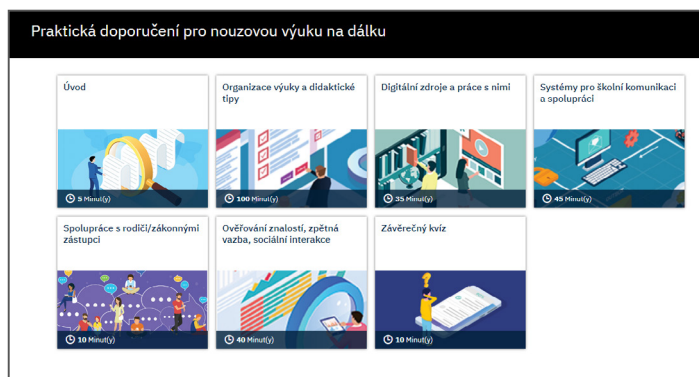 Praktická doporučení pro nouzovou výuku na dálku
Úvod
5 Minut(y)
Organizace výuky a didaktické
tipy
100 Minut(y)
Digitální zdroje a práce s nimi
35 Minut(y)
Systémy pro školní komunikaci
a spolupráci
45 Minut(y)
Spolupráce s rodiči/zákonnými
zástupci
10 Minut(y)
Ověřování znalostí, zpětná
vazba, sociální interakce
40 Minut(y)
Závěrečný kvíz
10 Minut(y)